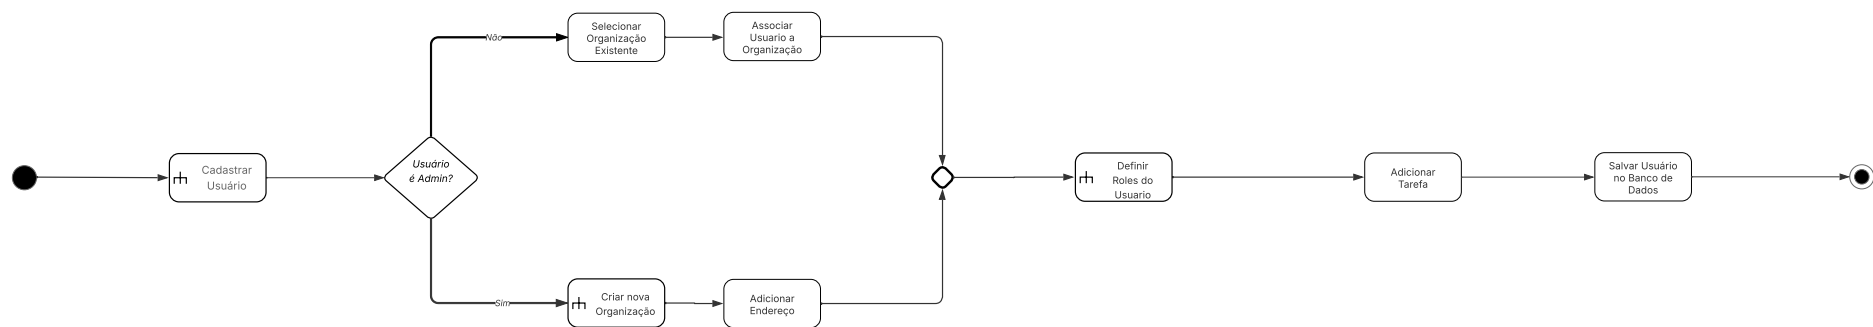 Cadastrar
Usuário
Usuário
é Admin?
Não
Selecionar
Organização
Existente
Associar
Usuario a
Organização
Sim
Criar nova
Organização
Adicionar
Endereço
Definir
Roles do
Usuario
Adicionar
Tarefa
Salvar Usuário
no Banco de
Dados